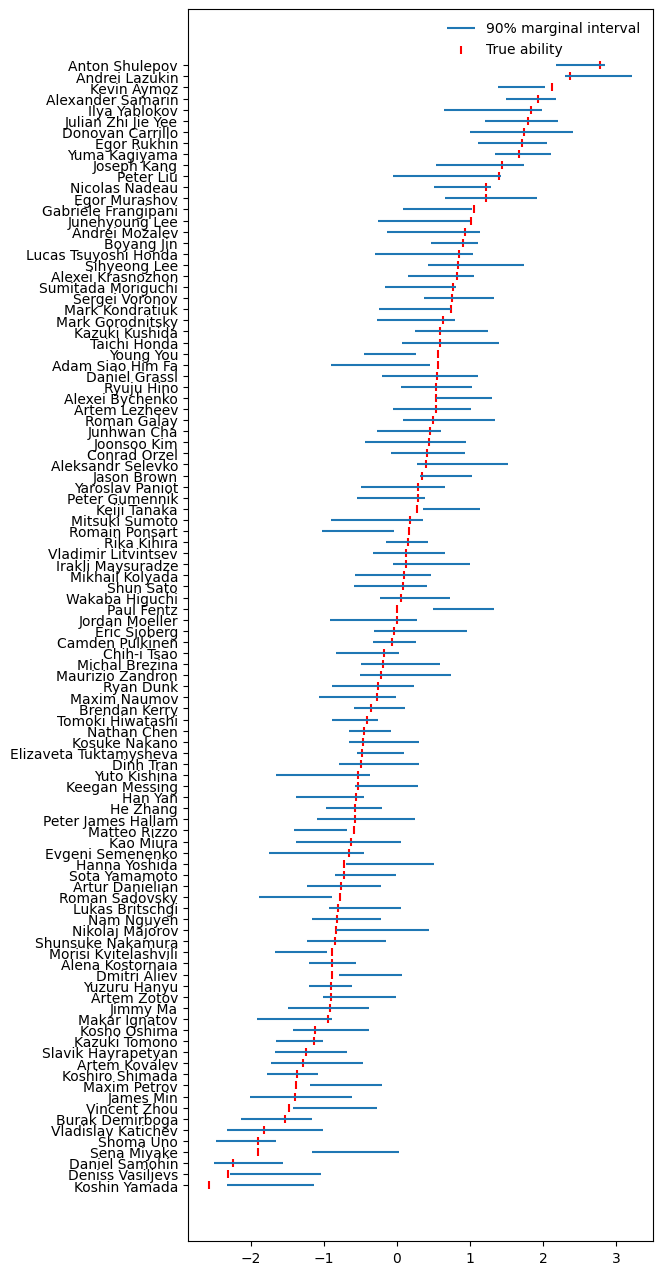 90% marginal interval
True ability
Anton Shulepov
Andrei Lazukin
Kevin Aymoz
Alexander Samarin
Ilya Yablokov
Julian Zhi Jie Yee
Donovan Carrillo
Egor Rukhin
Yuma Kagiyama
Joseph Kang
Peter Liu
Nicolas Nadeau
Egor Murashov
Gabriele Frangipani
Junehyoung Lee
Andrei Mozalev
Boyang Jin
Lucas Tsuyoshi Honda
Sihyeong Lee
Alexei Krasnozhon
Sumitada Moriguchi
Sergei Voronov
Mark Kondratiuk
Mark Gorodnitsky
Kazuki Kushida
Taichi Honda
Young You
Adam Siao Him Fa
Daniel Grassl
Ryuju Hino
Alexei Bychenko
Artem Lezheev
Roman Galay
Junhwan Cha
Joonsoo Kim
Conrad Orzel
Aleksandr Selevko
Jason Brown
Yaroslav Paniot
Peter Gumennik
Keiji Tanaka
Mitsuki Sumoto
Romain Ponsart
Rika Kihira
Vladimir Litvintsev
Irakli Maysuradze
Mikhail Kolyada
Shun Sato
Wakaba Higuchi
Paul Fentz
Jordan Moeller
Eric Sjoberg
Camden Pulkinen
Chih-i Tsao
Michal Brezina
Maurizio Zandron
Ryan Dunk
Maxim Naumov
Brendan Kerry
Tomoki Hiwatashi
Nathan Chen
Kosuke Nakano
Elizaveta Tuktamysheva
Dinh Tran
Yuto Kishina
Keegan Messing
Han Yan
He Zhang
Peter James Hallam
Matteo Rizzo
Kao Miura
Evgeni Semenenko
Hanna Yoshida
Sota Yamamoto
Artur Danielian
Roman Sadovsky
Lukas Britschgi
Nam Nguyen
Nikolaj Majorov
Shunsuke Nakamura
Morisi Kvitelashvili
Alena Kostornaia
Dmitri Aliev
Yuzuru Hanyu
Artem Zotov
Jimmy Ma
Makar Ignatov
Kosho Oshima
Kazuki Tomono
Slavik Hayrapetyan
Artem Kovalev
Koshiro Shimada
Maxim Petrov
James Min
Vincent Zhou
Burak Demirboga
Vladislav Katichev
Shoma Uno
Sena Miyake
Daniel Samohin
Deniss Vasiljevs
Koshin Yamada
−2 −1 0 1 2 3